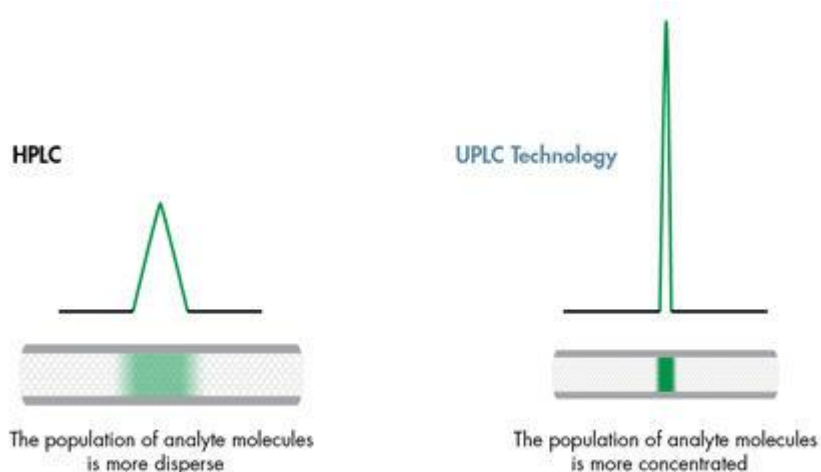 HPLC
UPLC Technology
The population of analyte molecules
is more disperse
The population of analyte molecules
is more concentrated